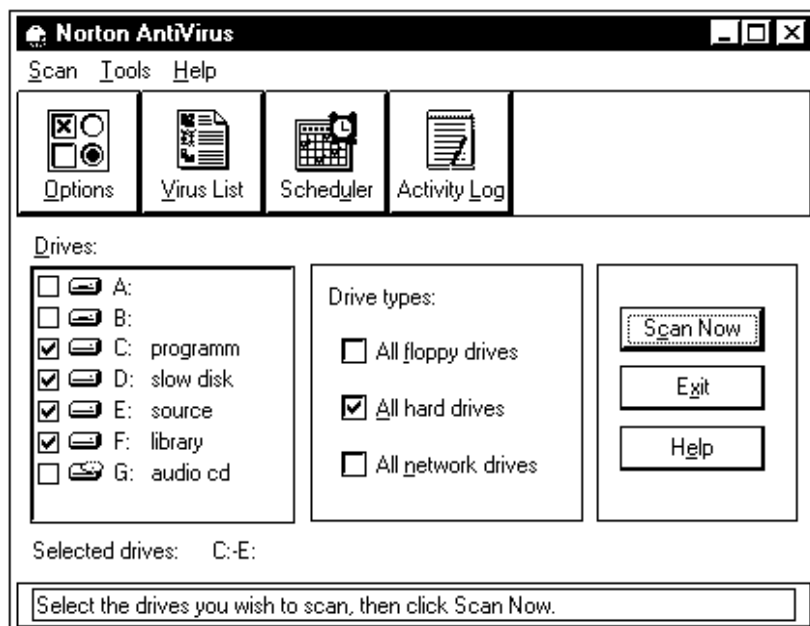 Norton AntiVirus
Scan Tools Help
Options Virus List Scheduler Activity Log
Drives:
A:
B:
C: programm
D: slow disk
E: source
F: library
G: audio cd
Drive types:
All floppy drives
All hard drives
All network drives
Scan Now
Exit
Help
Selected drives: C:-E:
Select the drives you wish to scan, then click Scan Now.